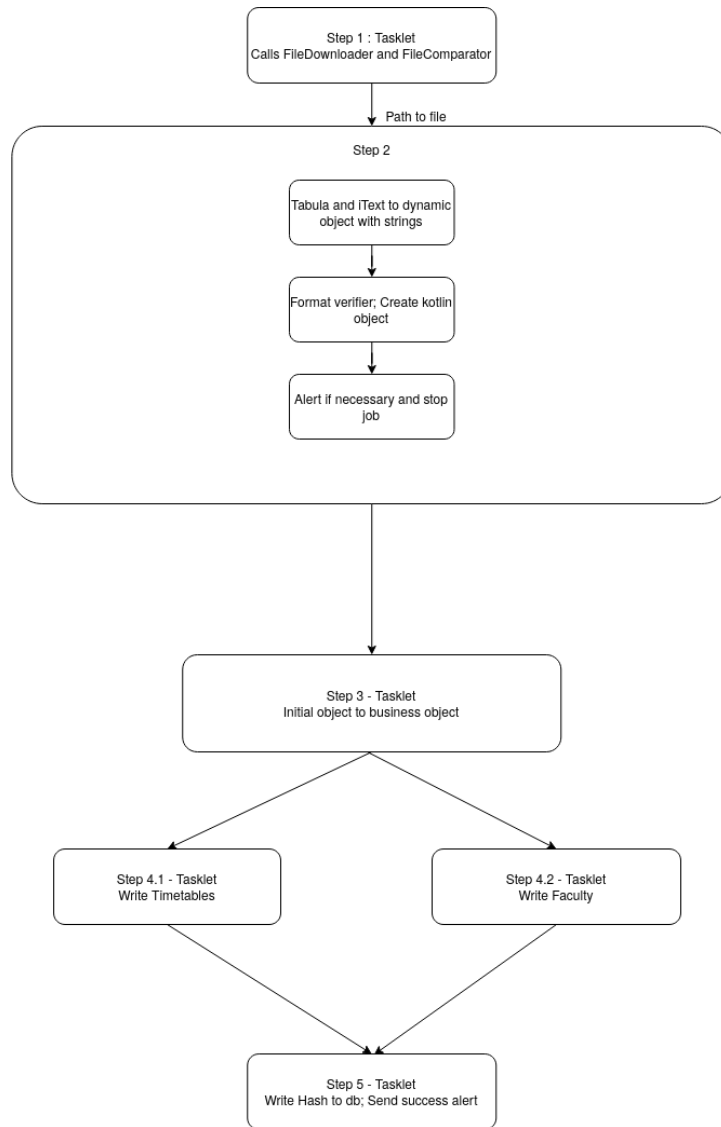 Step 1 : Tasklet
Calls FileDownloader and FileComparator
Path to file
Step 2
Tabula and iText to dynamic
object with strings
Format verifier; Create kotlin
object
Alert if necessary and stop
job
Step 3 - Tasklet
Initial object to business object
Step 4.1 - Tasklet
Write Timetables
Step 4.2 - Tasklet
Write Faculty
Step 5 - Tasklet
Write Hash to db; Send success alert